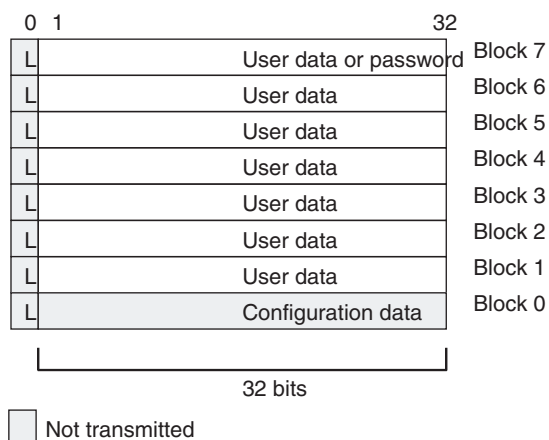 0 1 32
L User data or password Block 7
L User data Block 6
L User data Block 5
L User data Block 4
L User data Block 3
L User data Block 2
L User data Block 1
L Configuration data Block 0
32 bits
Not transmitted